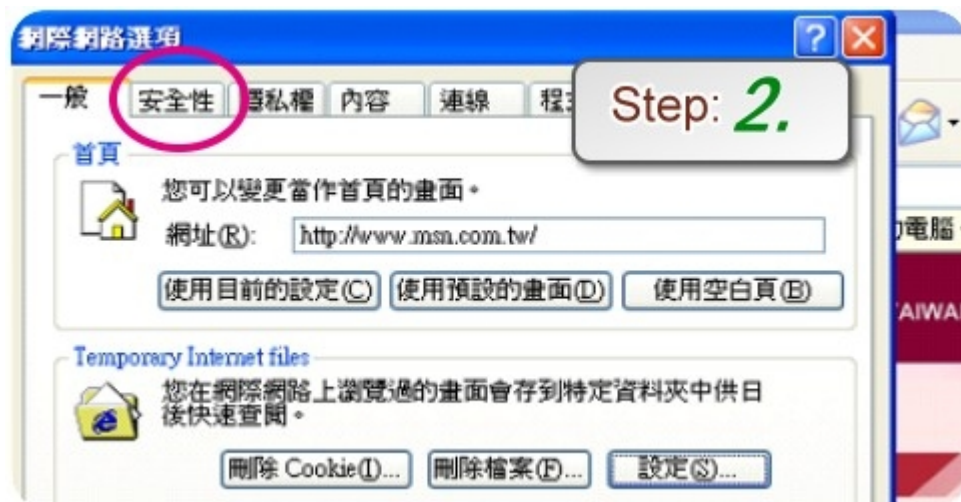 網際網路選項
一般 安全性 隱私權 內容 連線
Step: 2.
首頁
您可以變更當作首頁的畫面。
網址(R): http://www.msn.com.tw/
使用目前的設定(C) 使用預設的畫面(D) 使用空白頁(B)
電腦
Temporary Internet files
您在網際網路上瀏覽過的畫面會存到特定資料夾中供日
後快速查閱。
刪除 Cookie(I)... 刪除檔案(F)... 設定(S)...